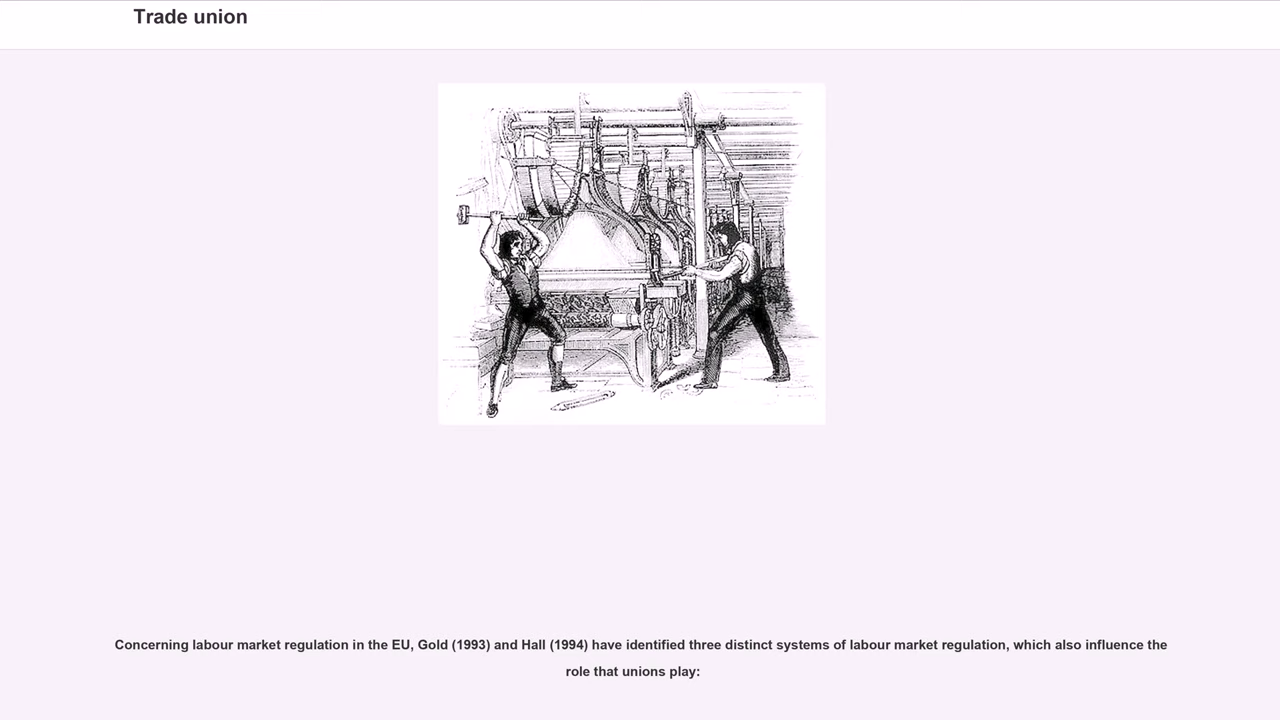 Trade union
Concerning labour market regulation in the EU, Gold (1993) and Hall (1994) have identified three distinct systems of labour market regulation, which also influence the
role that unions play: